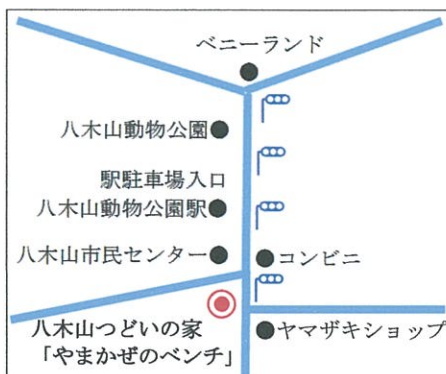 ベニーランド
八木山動物公園
駅駐車場入口
八木山動物公園駅
八木山市民センター
コンビニ
八木山つどいの家
「やまかぜのベンチ」
ヤマザキショップ